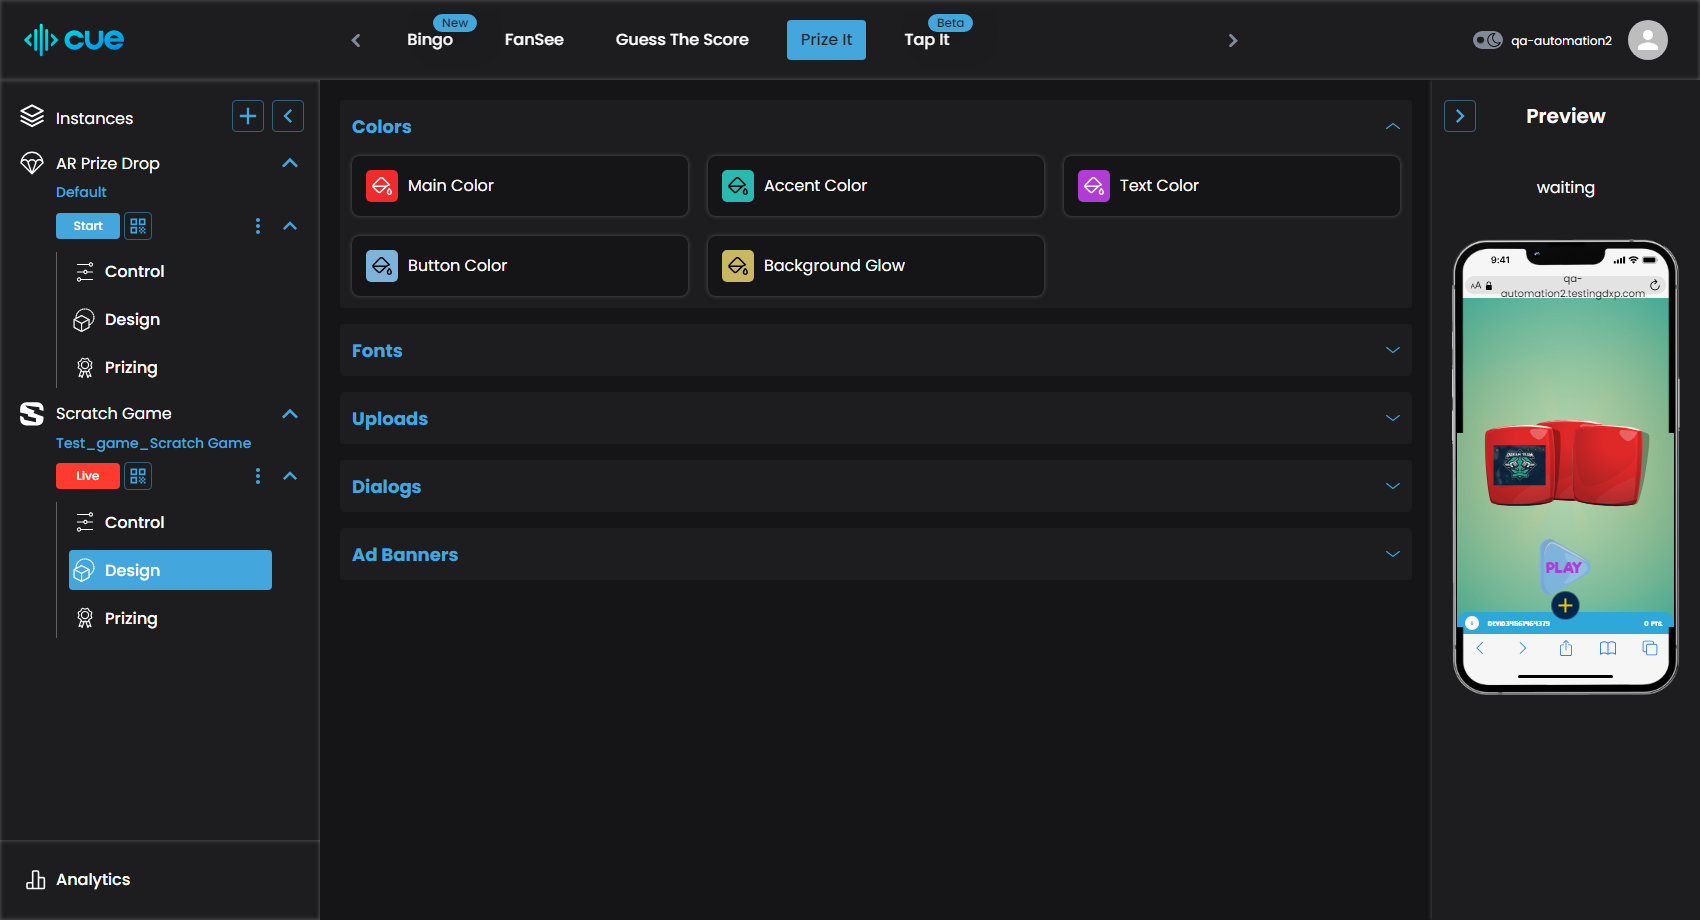 cue
New
Bingo
FanSee
Guess The Score
Prize It
Beta
Tap It
qa-automation2
Instances
AR Prize Drop
Default
Start
Control
Design
Prizing
Scratch Game
Test_game_Scratch Game
Live
Control
Design
Prizing
Analytics
Colors
Main Color
Accent Color
Text Color
Button Color
Background Glow
Fonts
Uploads
Dialogs
Ad Banners
Preview
waiting
9:41
AA
qa-
automation2.testingdxp.com
PLAY
0 PTS.